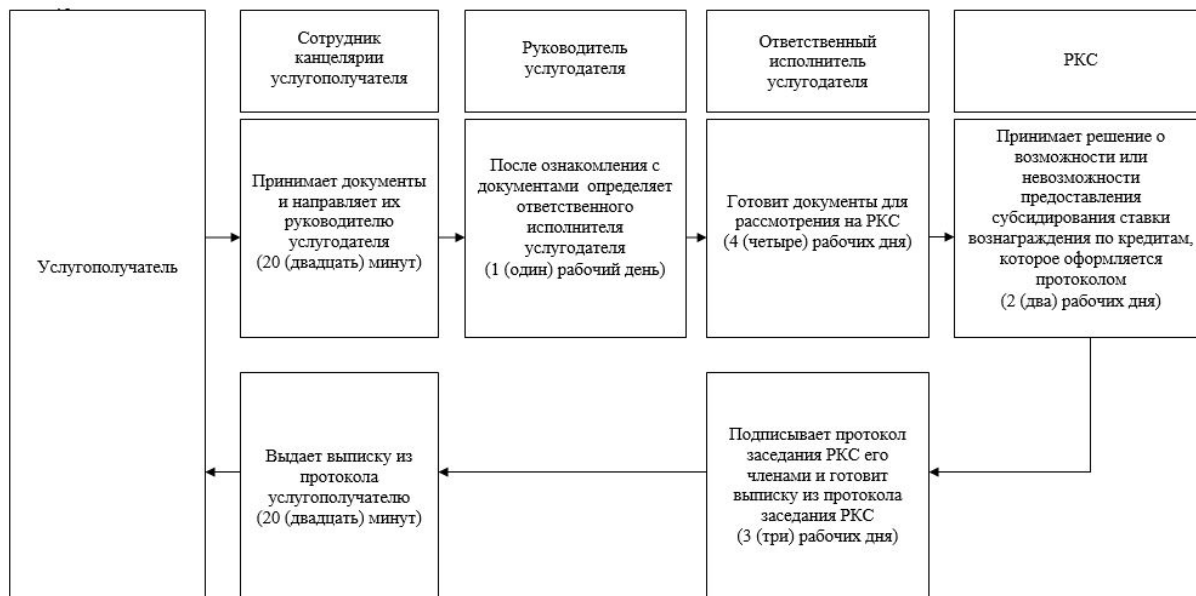 Услугополучатель
Сотрудник
канцелярии
услугополучателя
Руководитель
услугодателя
Ответственный
исполнитель
услугодателя
РКС
Принимает документы
и направляет их
руководителю
услугодателя
(20 (двадцать) минут)
После ознакомления с
документами определяет
ответственного
исполнителя
услугодателя
(1 (один) рабочий день)
Готовит документы для
рассмотрения на РКС
(4 (четыре) рабочих дня)
Принимает решение о
возможности или
невозможности
предоставления
субсидирования ставки
вознаграждения по кредитам,
которое оформляется
протоколом
(2 (два) рабочих дня)
Выдает выписку из
протокола
услугополучателю
(20 (двадцать) минут)
Подписывает протокол
заседания РКС его
членами и готовит
выписку из протокола
заседания РКС
(3 (три) рабочих дня)